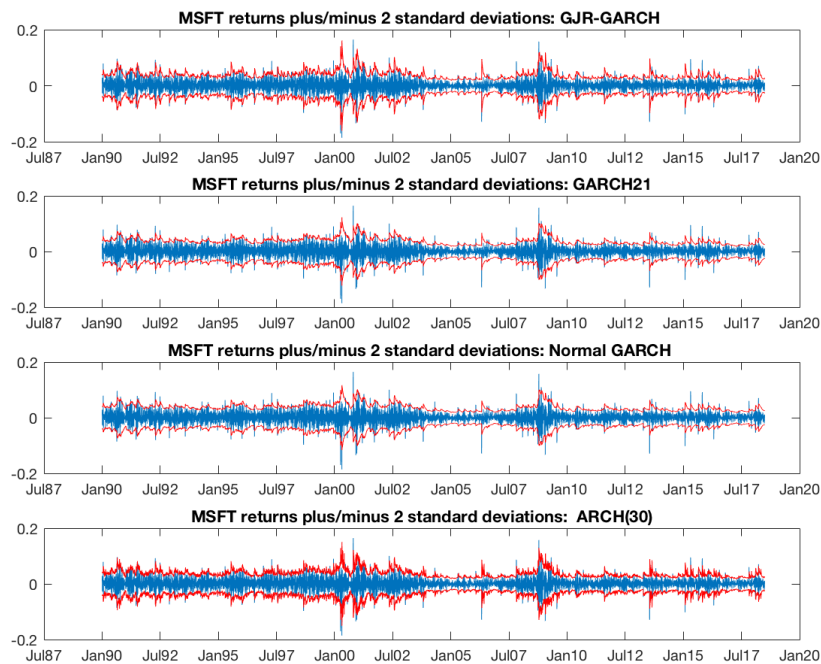 MSFT returns plus/minus 2 standard deviations: GJR-GARCH
0.2
0
-0.2
Jul87 Jan90 Jul92 Jan95 Jul97 Jan00 Jul02 Jan05 Jul07 Jan10 Jul12 Jan15 Jul17 Jan20
MSFT returns plus/minus 2 standard deviations: GARCH21
0.2
0
-0.2
Jul87 Jan90 Jul92 Jan95 Jul97 Jan00 Jul02 Jan05 Jul07 Jan10 Jul12 Jan15 Jul17 Jan20
MSFT returns plus/minus 2 standard deviations: Normal GARCH
0.2
0
-0.2
Jul87 Jan90 Jul92 Jan95 Jul97 Jan00 Jul02 Jan05 Jul07 Jan10 Jul12 Jan15 Jul17 Jan20
MSFT returns plus/minus 2 standard deviations: ARCH(30)
0.2
0
-0.2
Jul87 Jan90 Jul92 Jan95 Jul97 Jan00 Jul02 Jan05 Jul07 Jan10 Jul12 Jan15 Jul17 Jan20